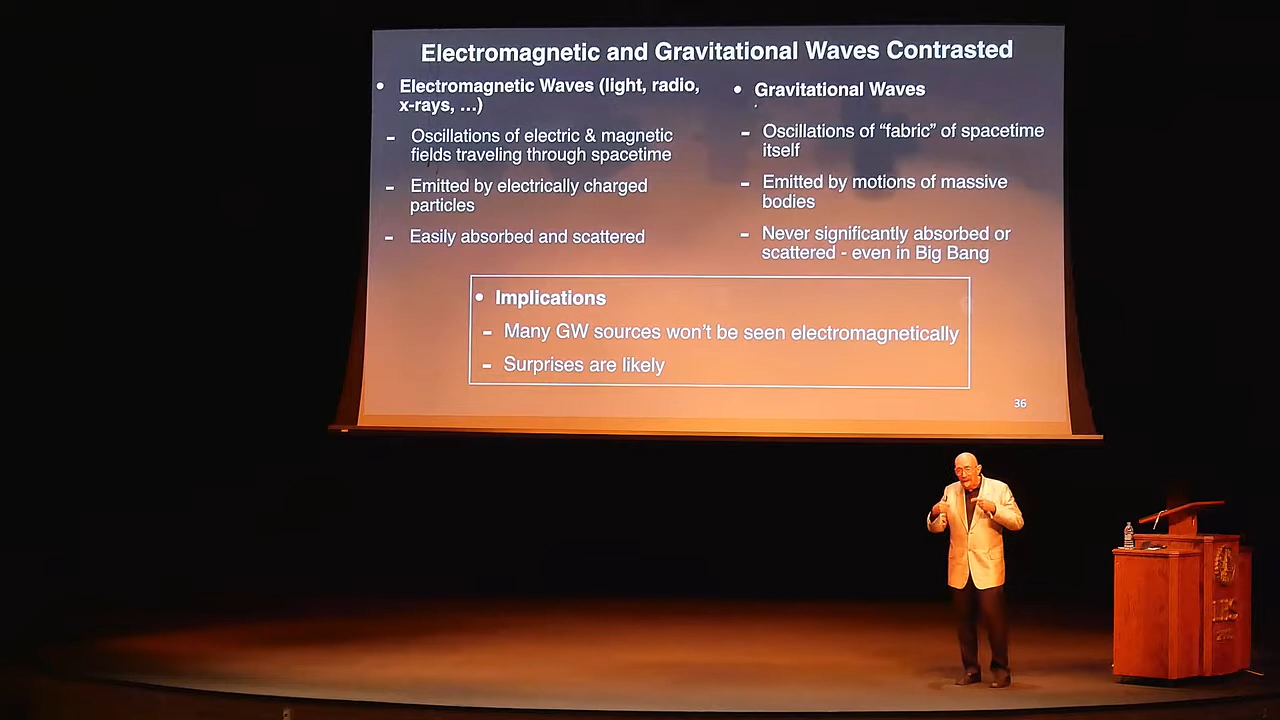 Electromagnetic and Gravitational Waves Contrasted
• Electromagnetic Waves (light, radio,
x-rays, ...)
- Oscillations of electric & magnetic
fields traveling through spacetime
- Emitted by electrically charged
particles
- Easily absorbed and scattered
• Gravitational Waves
- Oscillations of “fabric” of spacetime
itself
- Emitted by motions of massive
bodies
- Never significantly absorbed or
scattered - even in Big Bang
• Implications
- Many GW sources won’t be seen electromagnetically
- Surprises are likely
36